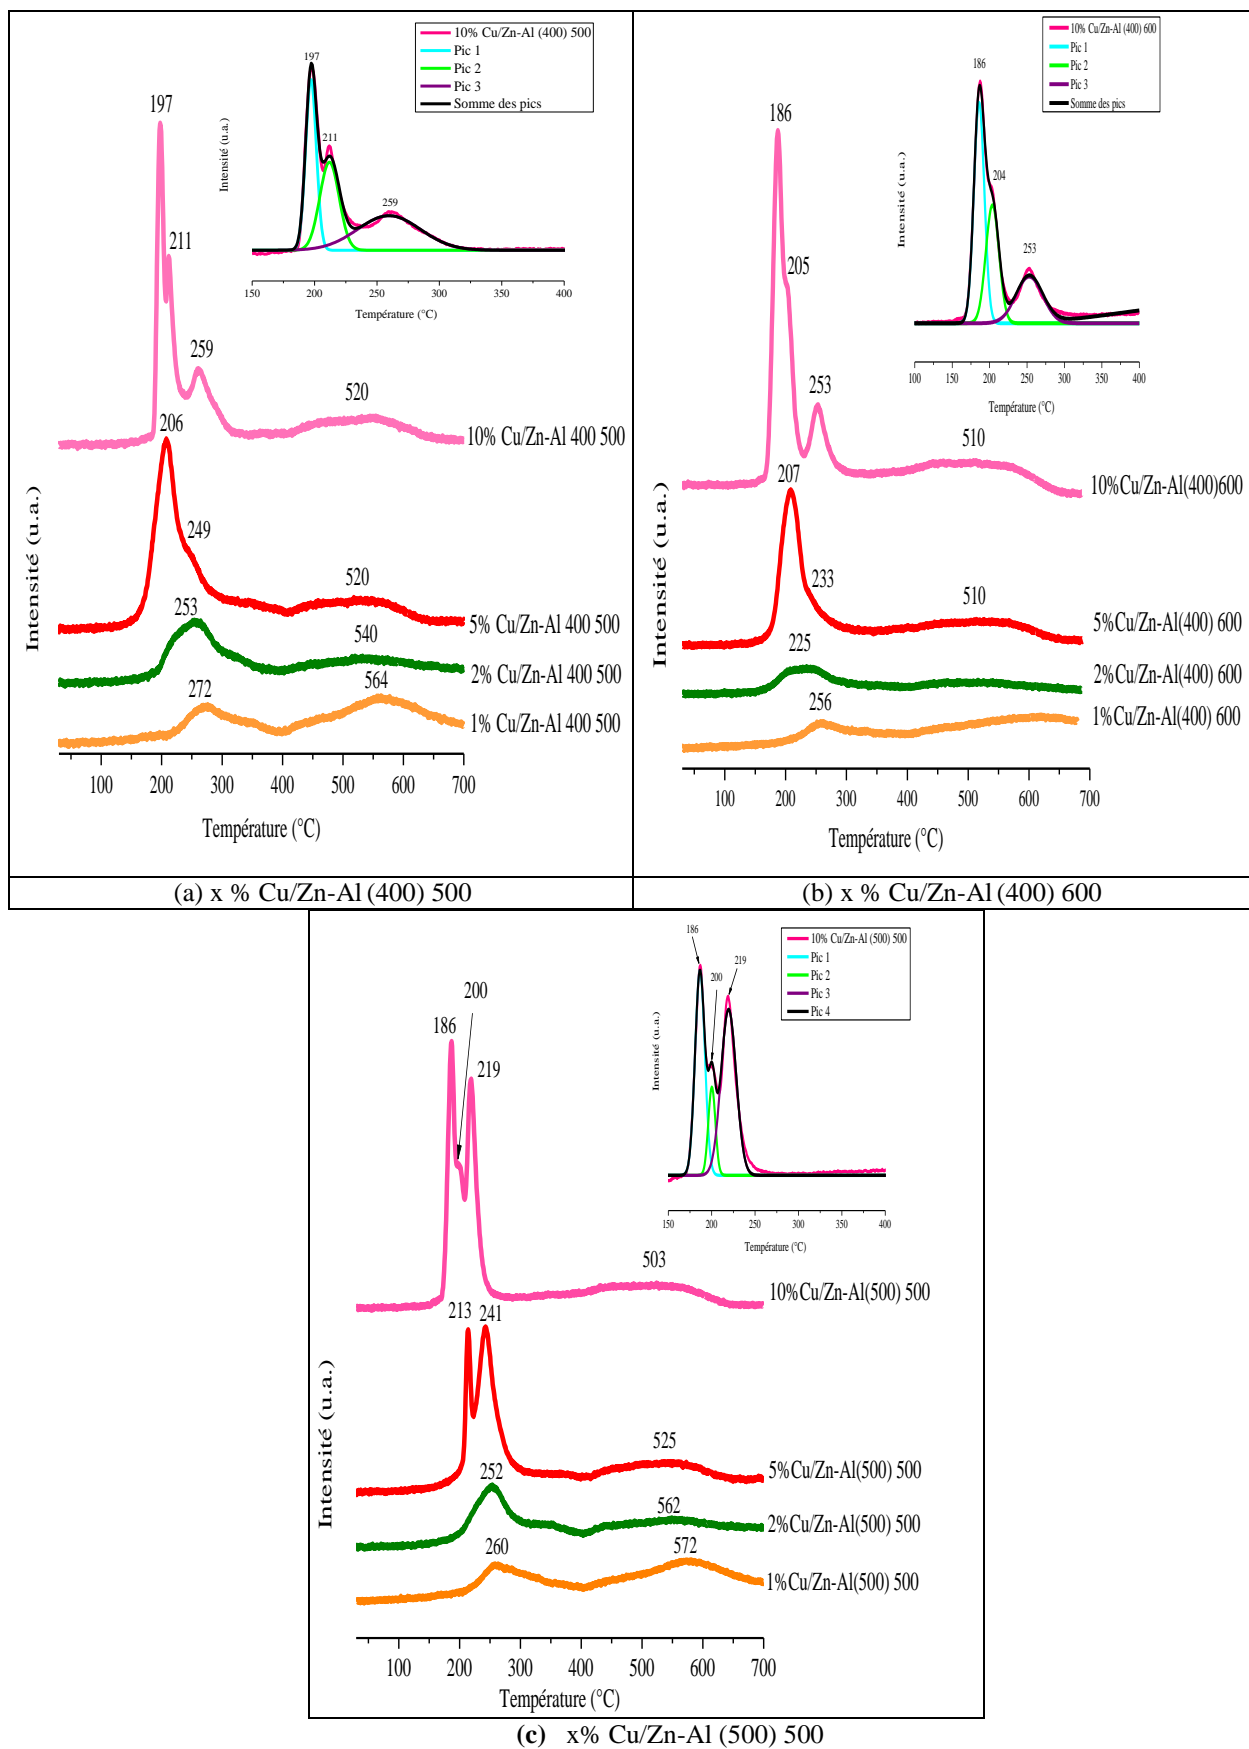 10% Cu/Zn-Al (400) 500
Pic 1
Pic 2
Pic 3
Somme des pics
197
211
259
Intensité (u.a.)
150 200 250 300 350 400
Température (°C)
197
211
259
520
10% Cu/Zn-Al 400 500
206
249
520
5% Cu/Zn-Al 400 500
253
540
2% Cu/Zn-Al 400 500
272
564
1% Cu/Zn-Al 400 500
Intensité (u.a.)
100 200 300 400 500 600 700
Température (°C)
(a) x % Cu/Zn-Al (400) 500
10% Cu/Zn-Al (400) 600
Pic 1
Pic 2
Pic 3
Somme des pics
186
204
253
Intensité (u.a.)
100 150 200 250 300 350 400
Température (°C)
186
205
253
510
10%Cu/Zn-Al(400)600
207
233
510
5%Cu/Zn-Al(400) 600
225
2%Cu/Zn-Al(400) 600
256
1%Cu/Zn-Al(400) 600
Intensité (u.a.)
100 200 300 400 500 600 700
Température (°C)
(b) x % Cu/Zn-Al (400) 600
10% Cu/Zn-Al (500) 500
Pic 1
Pic 2
Pic 3
Pic 4
186
200
219
Intensité (u.a.)
150 200 250 300 350 400
Température (°C)
200
186
219
503
10%Cu/Zn-Al(500) 500
213 241
525
5%Cu/Zn-Al(500) 500
252
562
2%Cu/Zn-Al(500) 500
260
572
1%Cu/Zn-Al(500) 500
Intensité (u.a.)
100 200 300 400 500 600 700
Température (°C)
(c) x% Cu/Zn-Al (500) 500